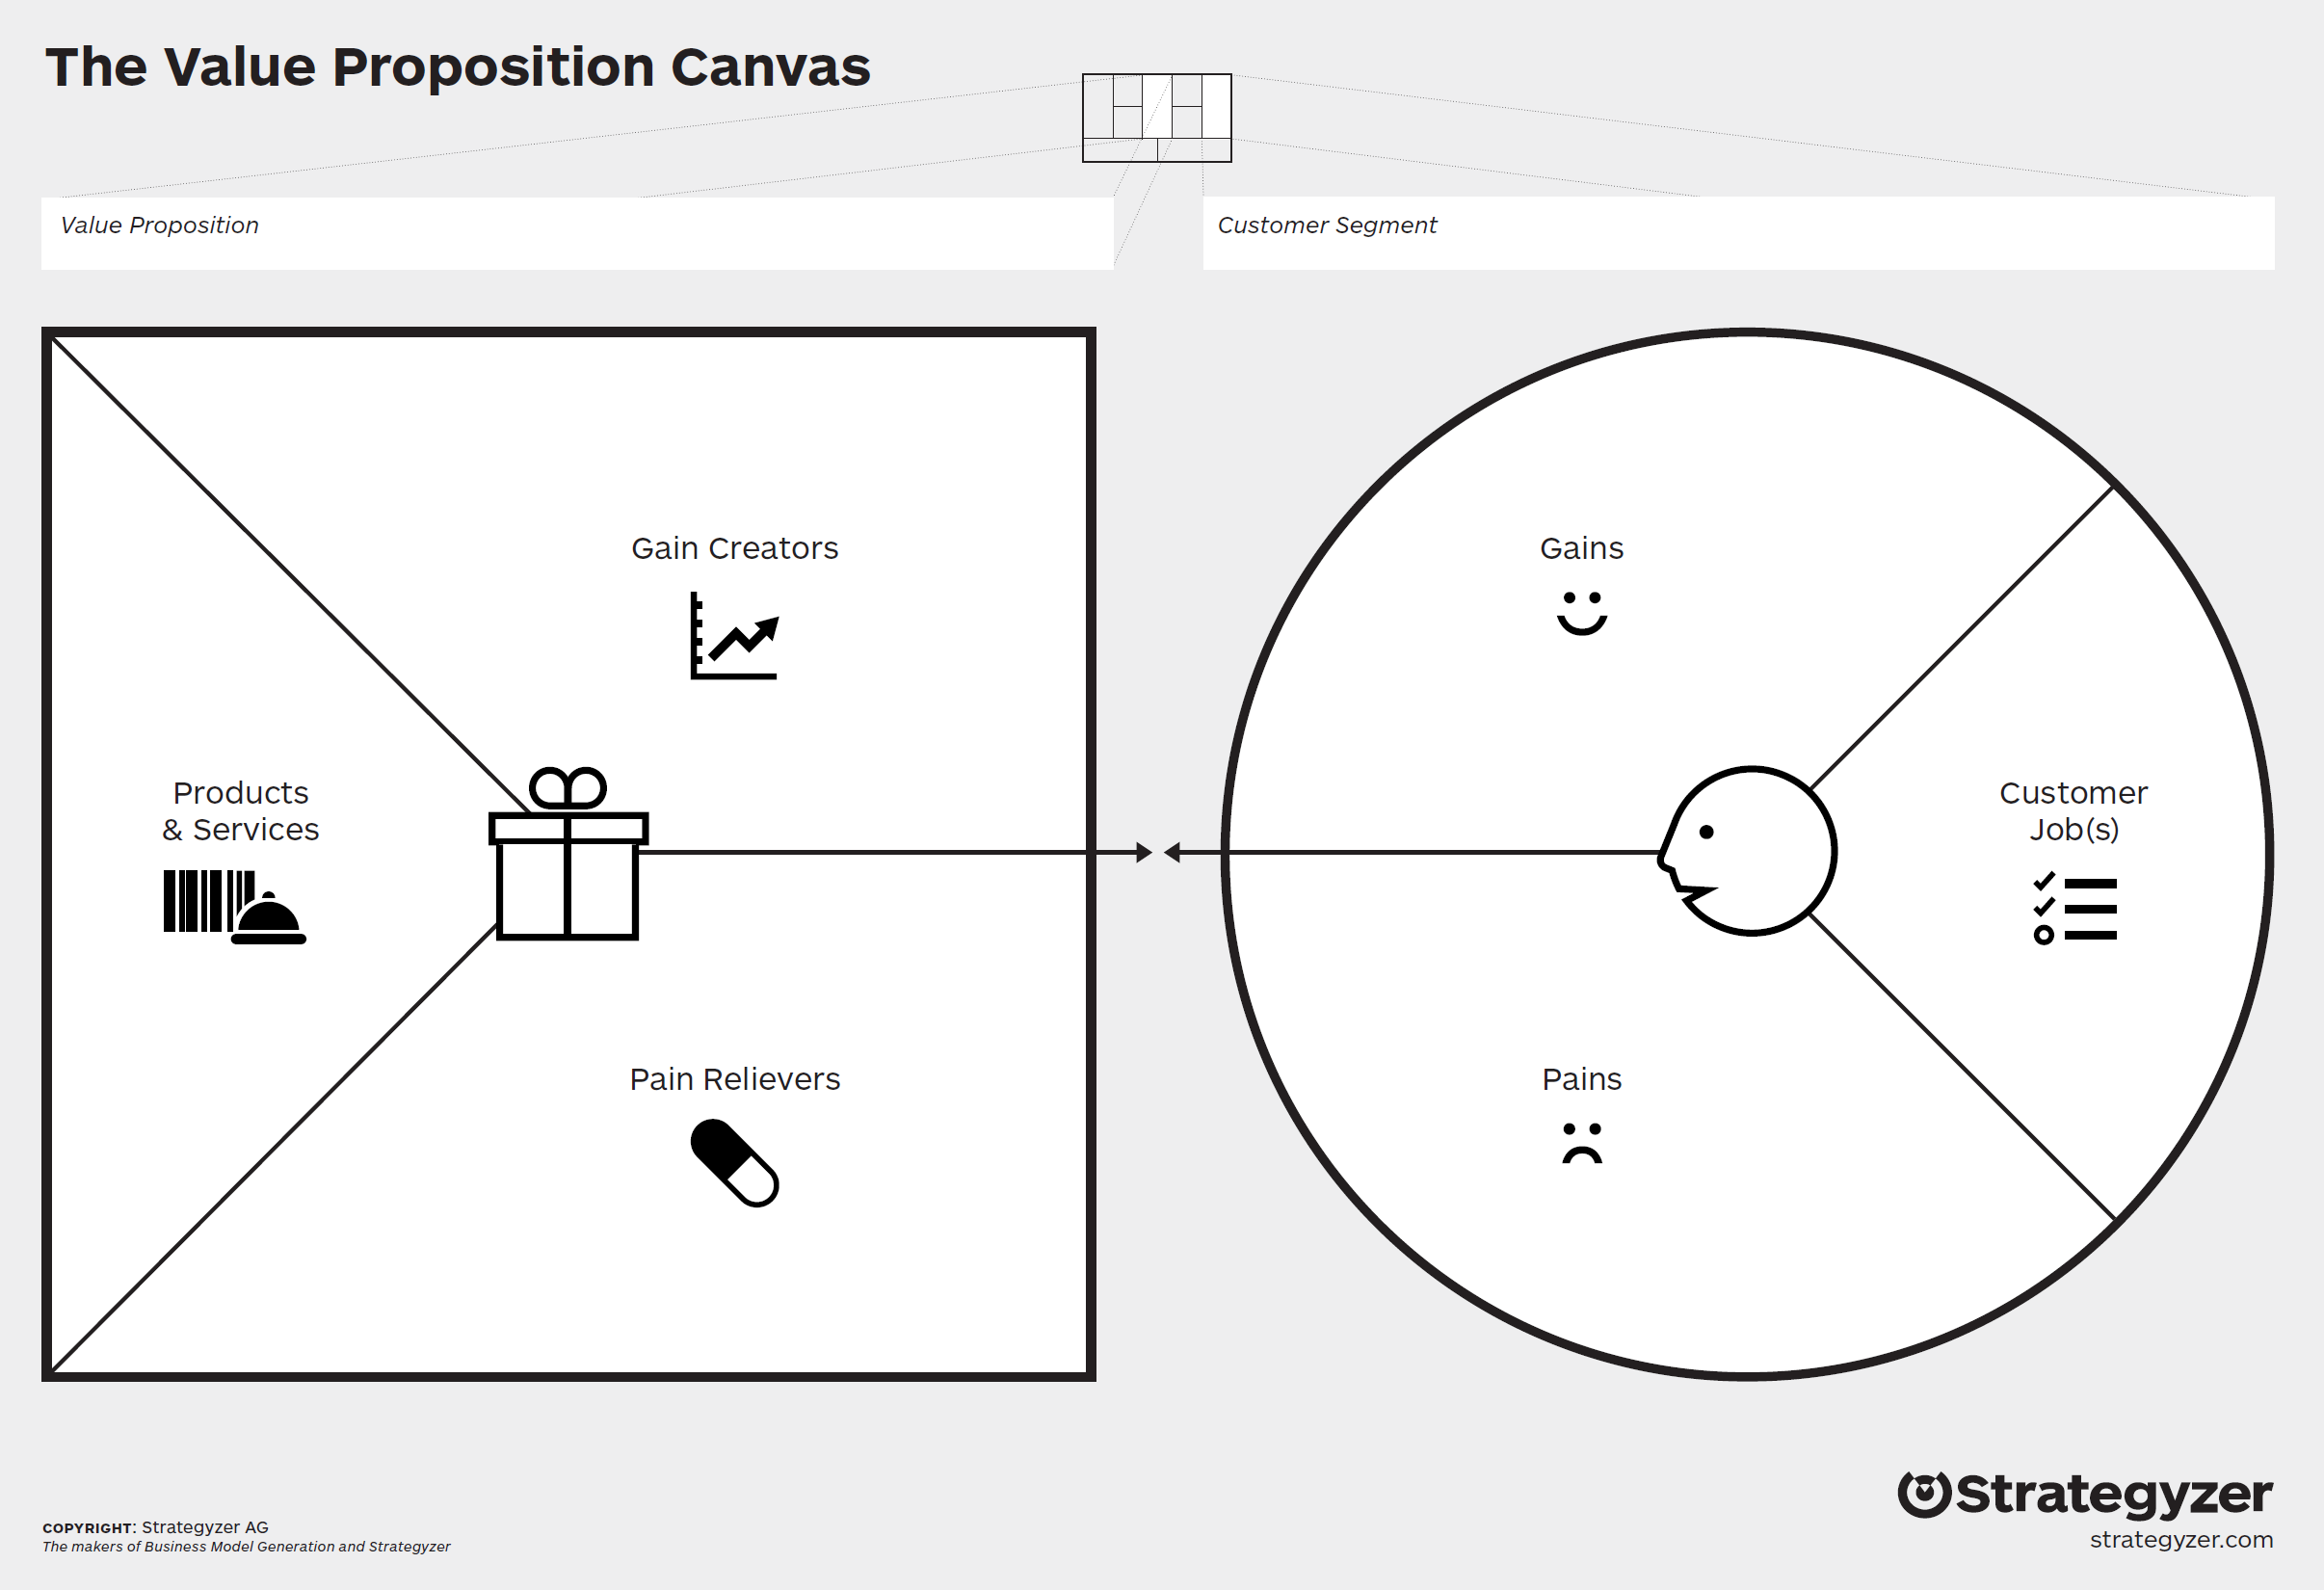 The Value Proposition Canvas
Value Proposition
Customer Segment
Gain Creators
Gains
Products
& Services
Customer
Job(s)
Pain Relievers
Pains
COPYRIGHT: Strategyzer AG
The makers of Business Model Generation and Strategyzer
Strategyzer
strategyzer.com